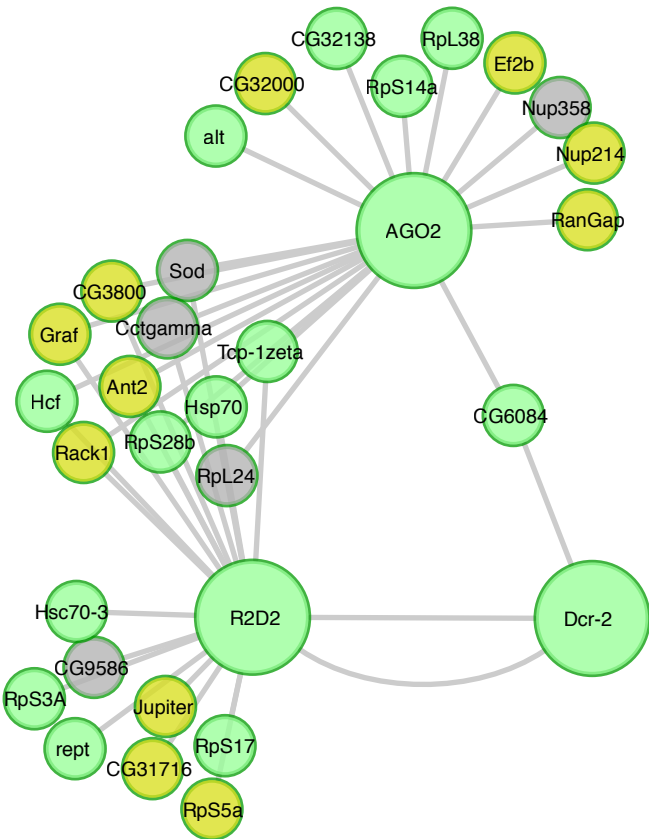 CG32138
RpL38
Ef2b
CG32000
RpS14a
Nup358
alt
Nup214
RanGap
AGO2
Sod
CG3800
Cctgamma
Graf
Tcp-1zeta
Ant2
Hcf
Hsp70
CG6084
RpS28b
Rack1
RpL24
Hsc70-3
R2D2
Dcr-2
CG9586
RpS3A
Jupiter
rept
RpS17
CG31716
RpS5a